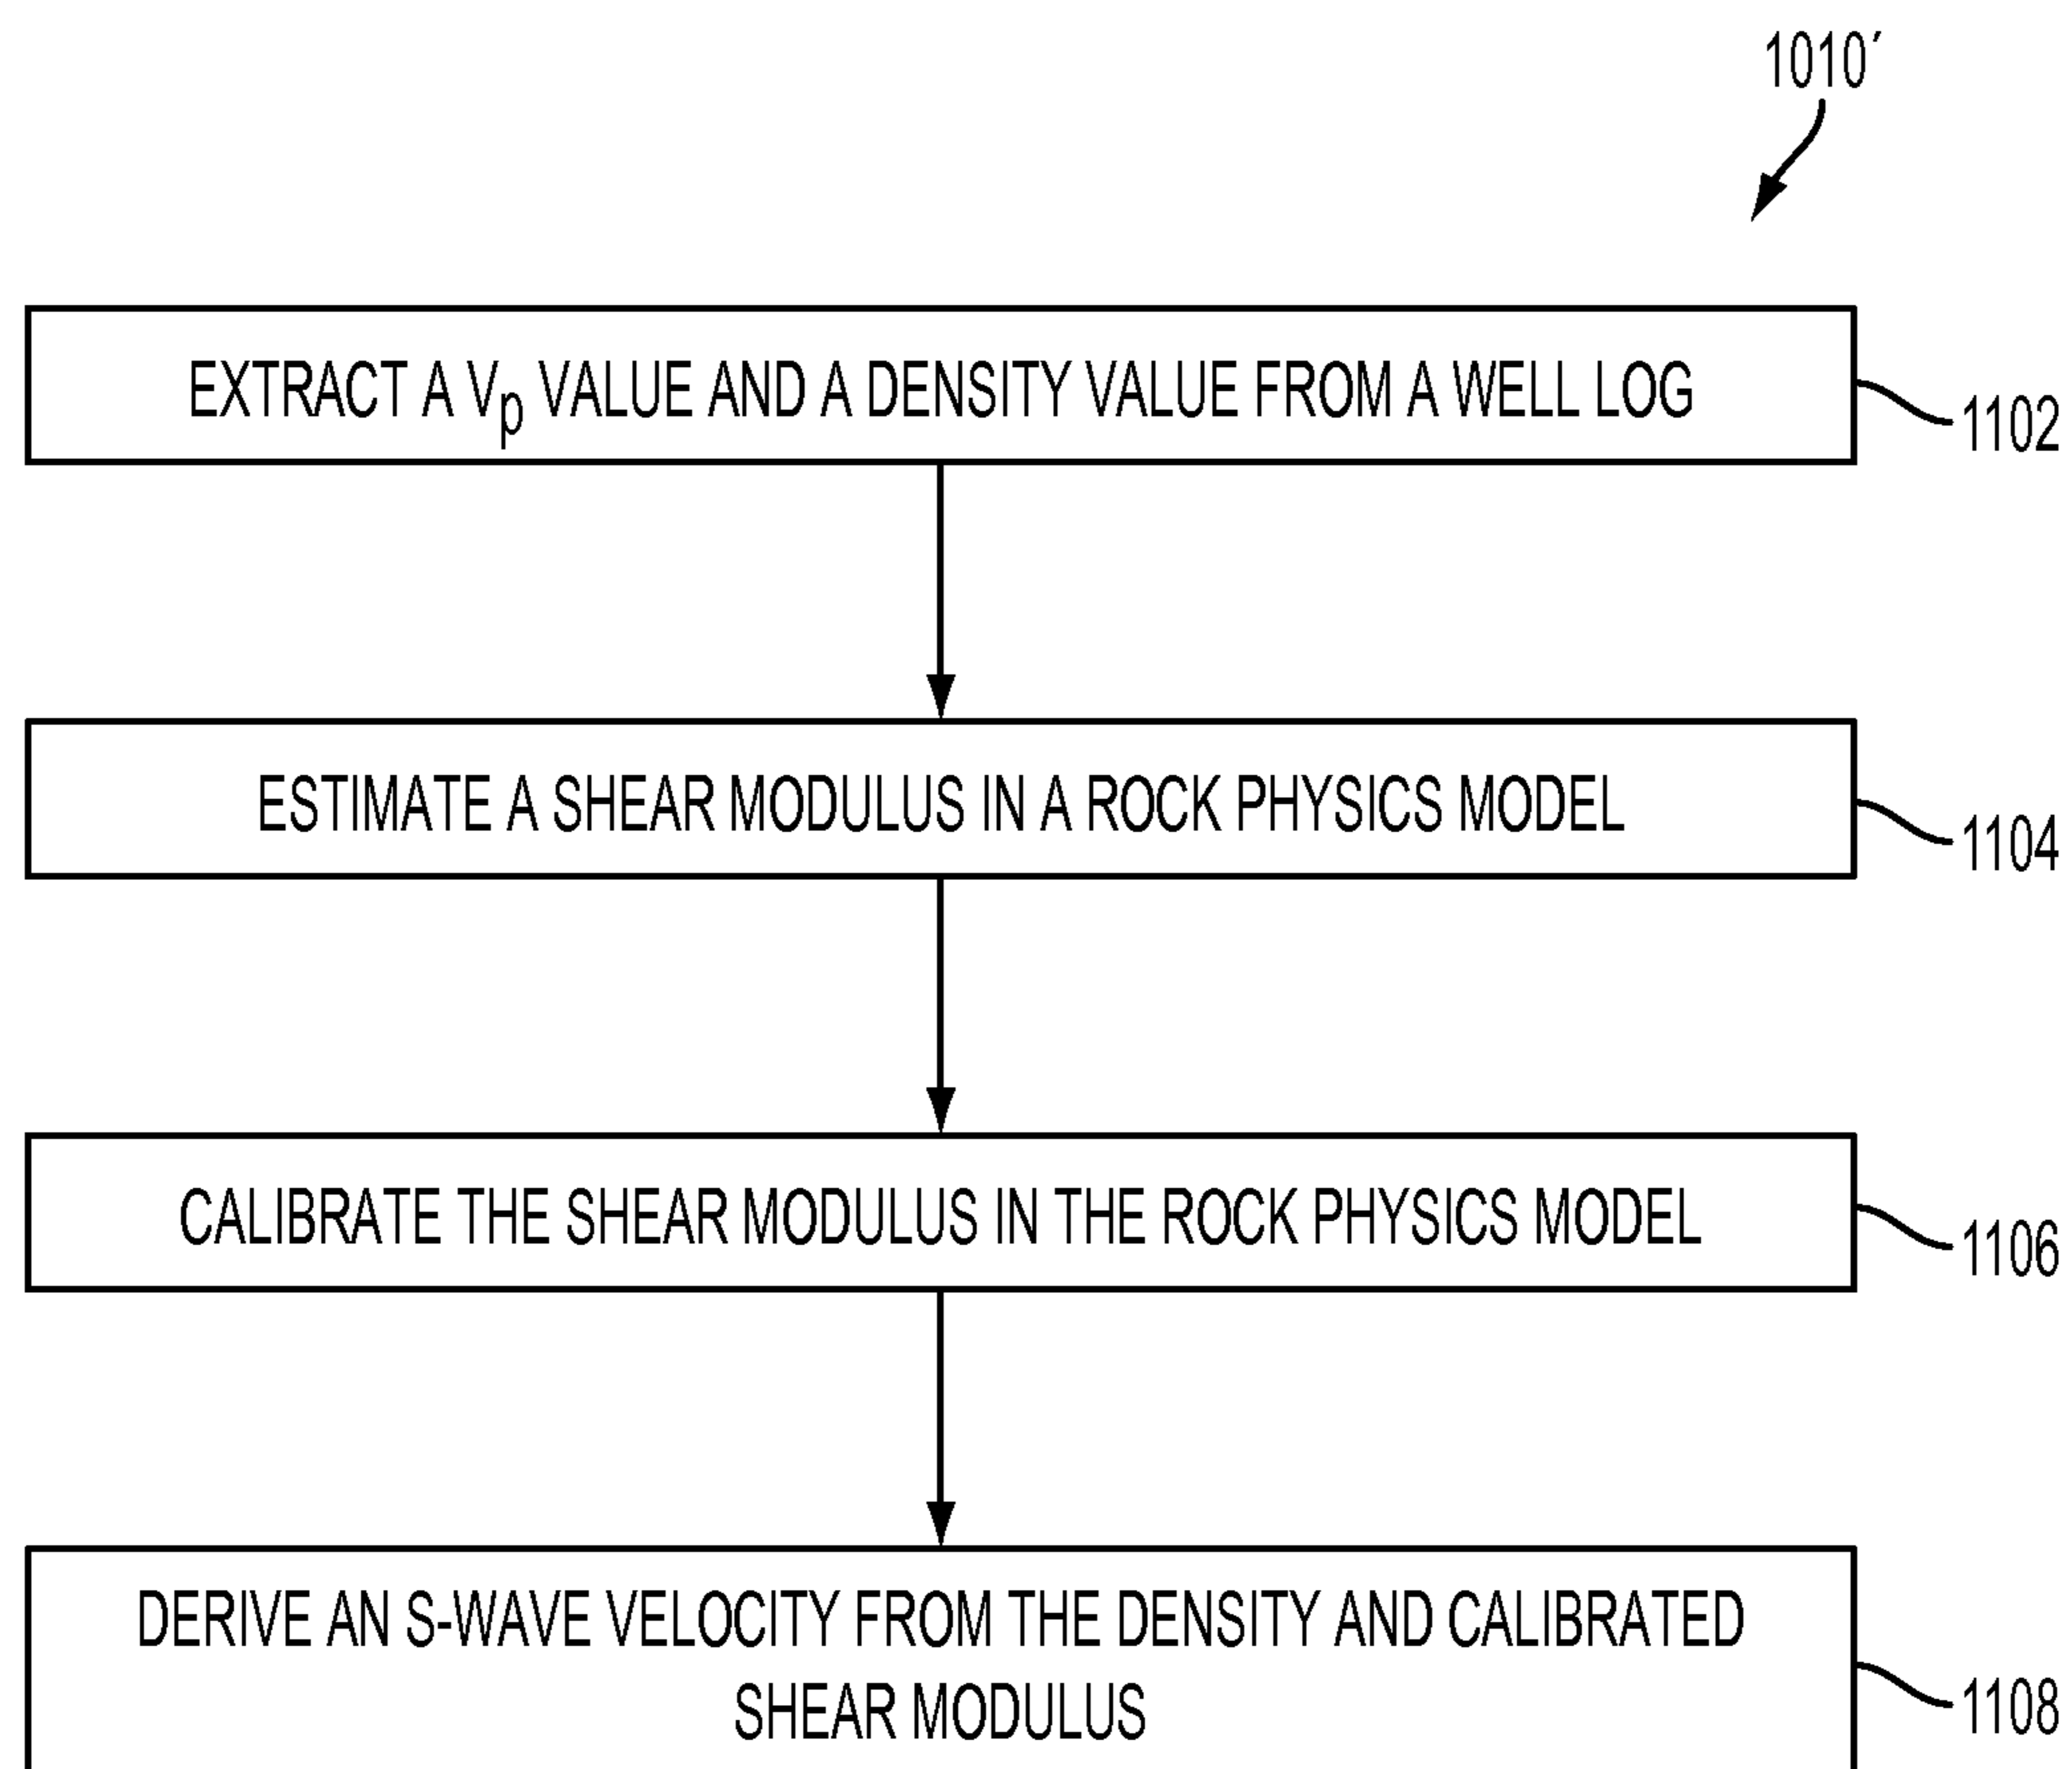 1010′
EXTRACT A Vp VALUE AND A DENSITY VALUE FROM A WELL LOG
1102
ESTIMATE A SHEAR MODULUS IN A ROCK PHYSICS MODEL
1104
CALIBRATE THE SHEAR MODULUS IN THE ROCK PHYSICS MODEL
1106
DERIVE AN S-WAVE VELOCITY FROM THE DENSITY AND CALIBRATED
SHEAR MODULUS
1108